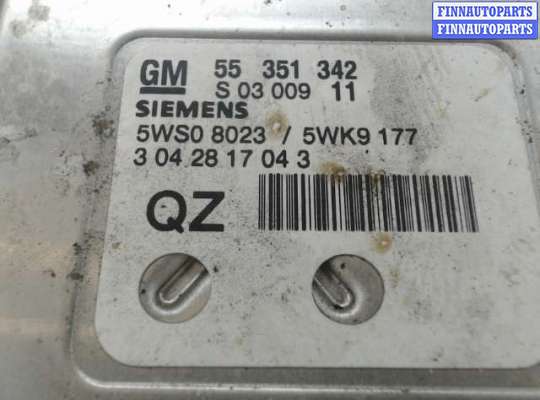 FINNAUTOPARTS
FINNAUTOPARTS
FINNAUTOPARTS
GM 55 351 342
S 03 009 11
SIEMENS
5WS0 8023 / 5WK9 177
3 04 28 17 04 3
QZ